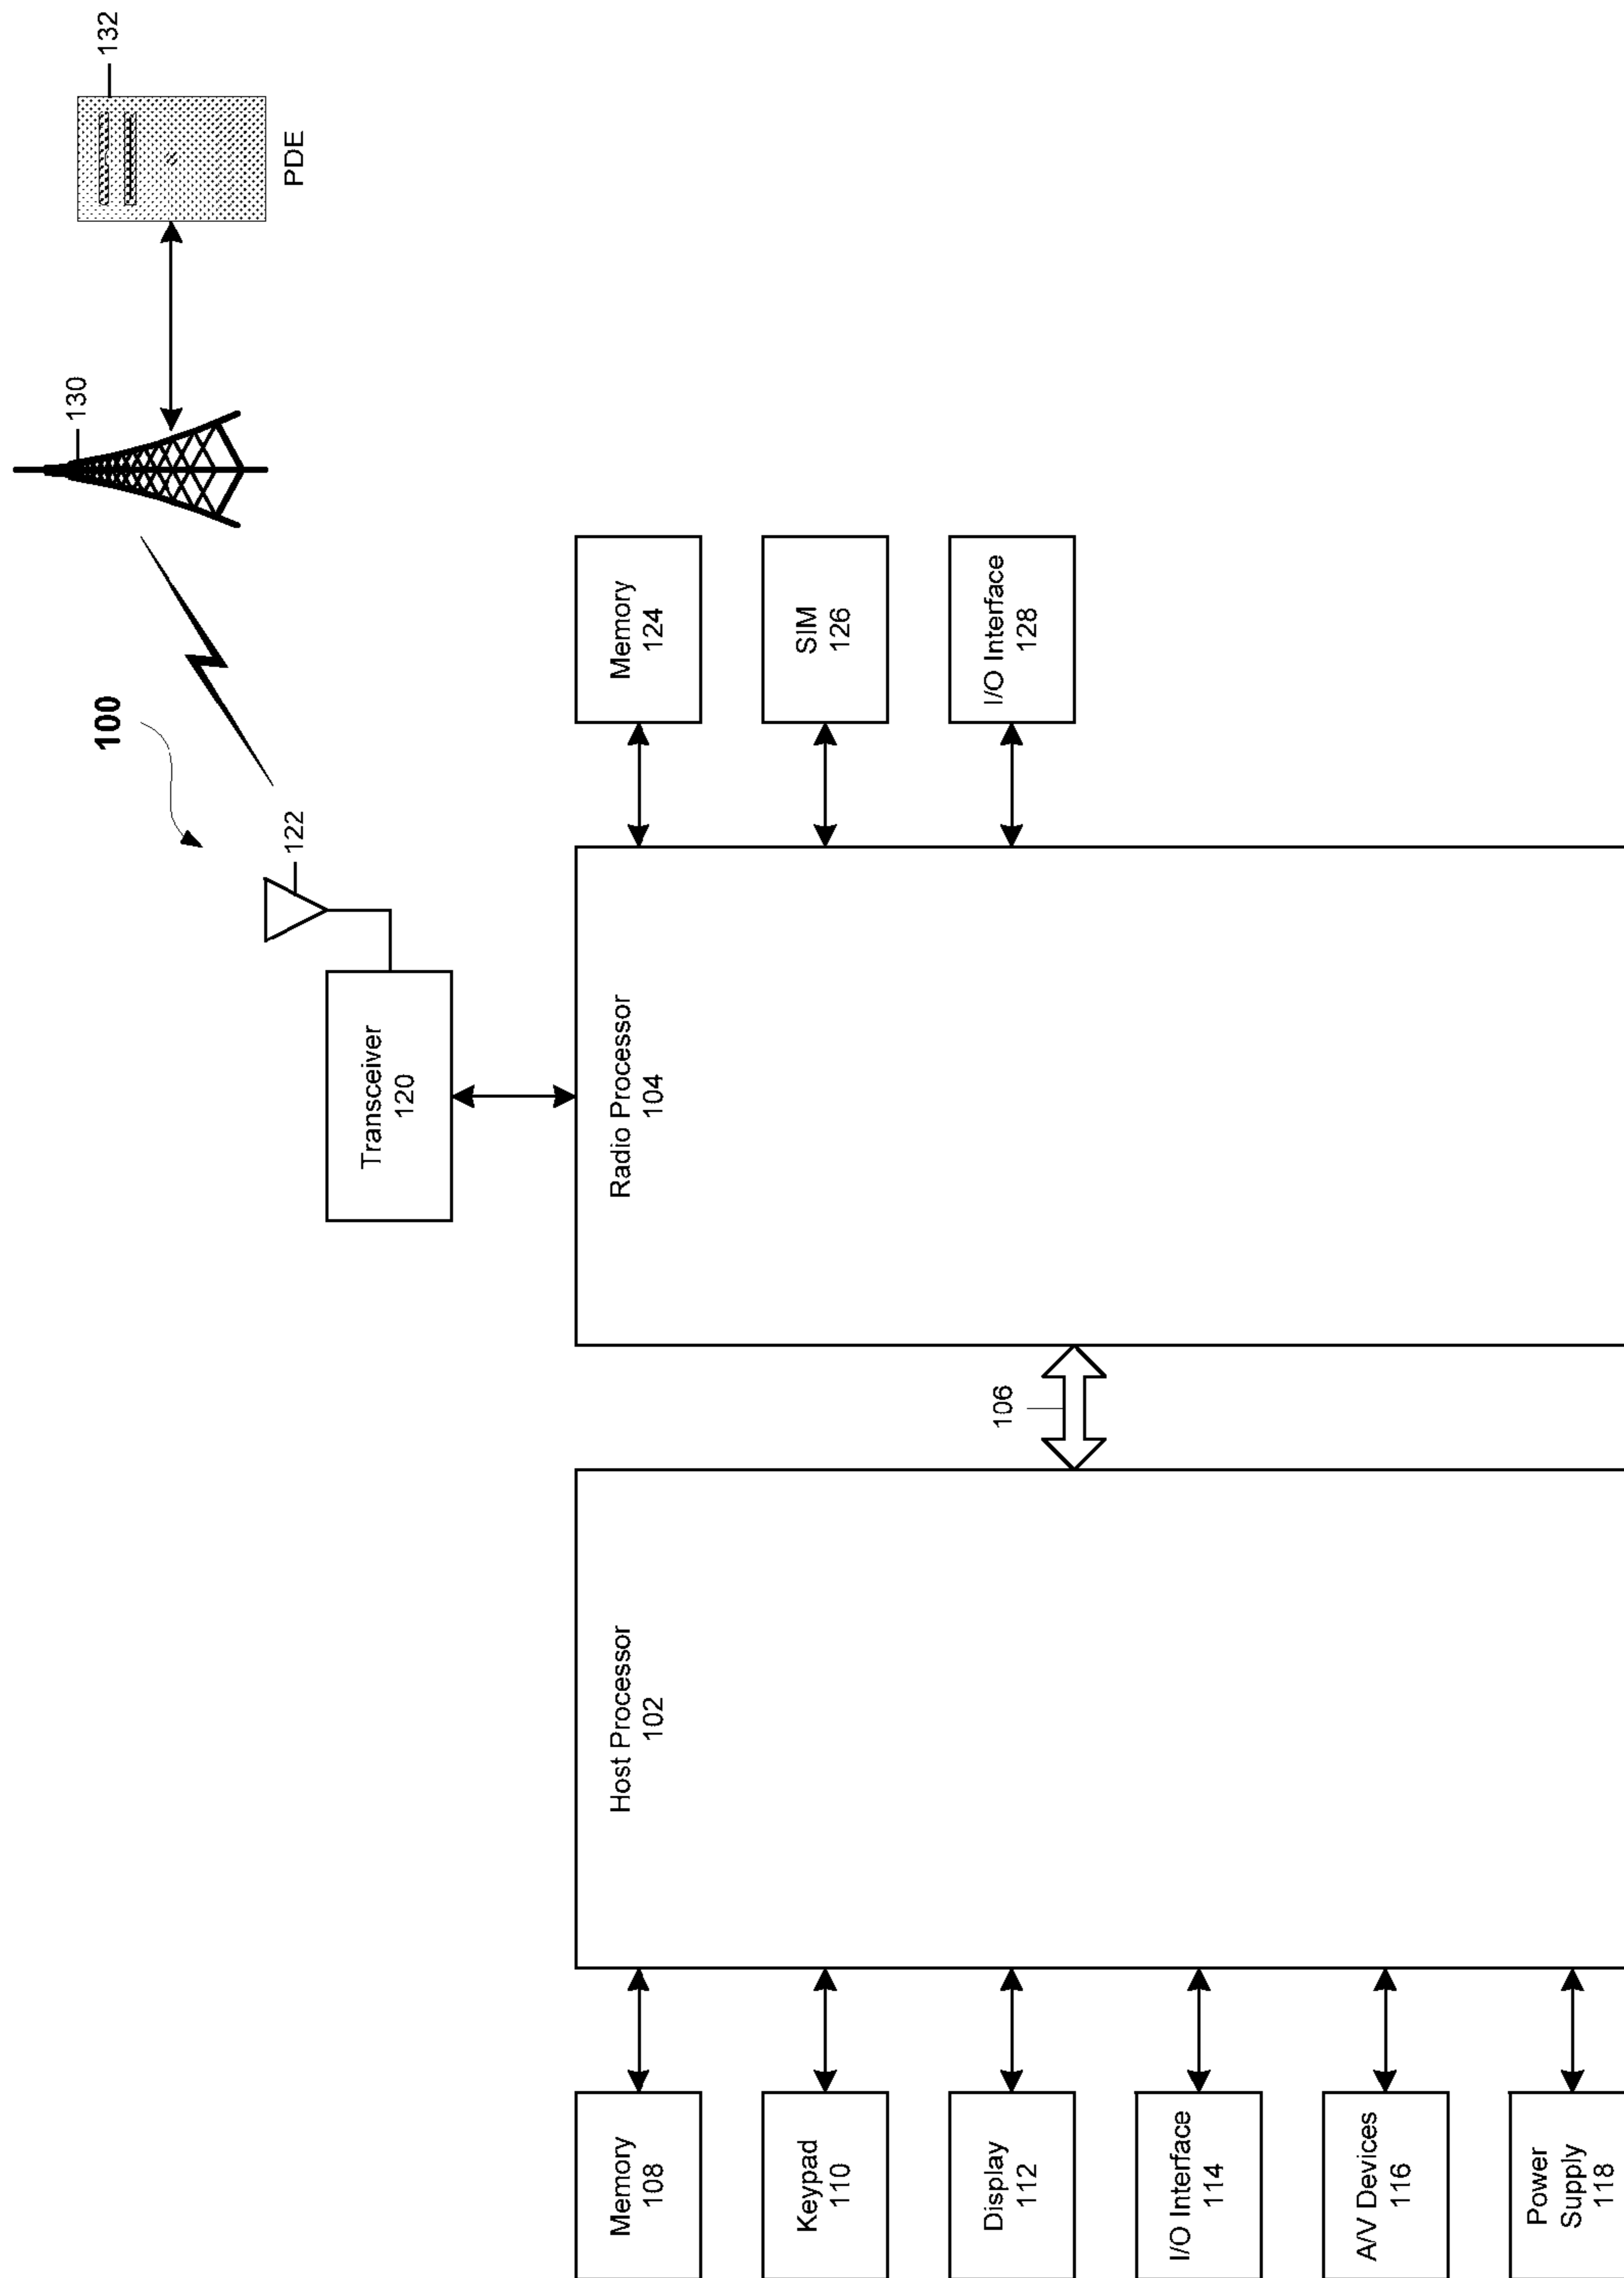 132
PDE
130
100
122
Transceiver
120
Memory
108
Keypad
110
Display
112
I/O Interface
114
A/V Devices
116
Power
Supply
118
Host Processor
102
106
Radio Processor
104
Memory
124
SIM
126
I/O Interface
128